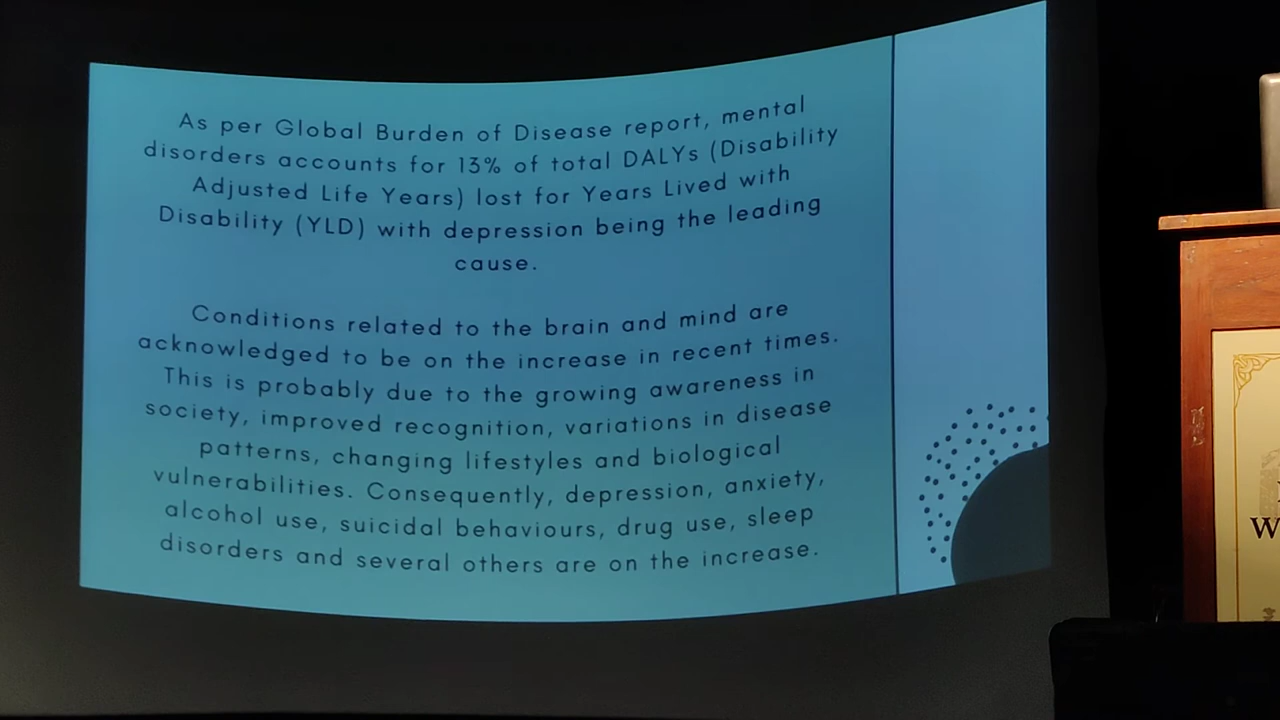 As per Global Burden of Disease report, mental
disorders accounts for 13% of total DALYs (Disability
Adjusted Life Years) lost for Years Lived with
Disability (YLD) with depression being the leading
cause.
Conditions related to the brain and mind are
acknowledged to be on the increase in recent times.
This is probably due to the growing awareness in
society, improved recognition, variations in disease
patterns, changing lifestyles and biological
vulnerabilities. Consequently, depression, anxiety,
alcohol use, suicidal behaviours, drug use, sleep
disorders and several others are on the increase.